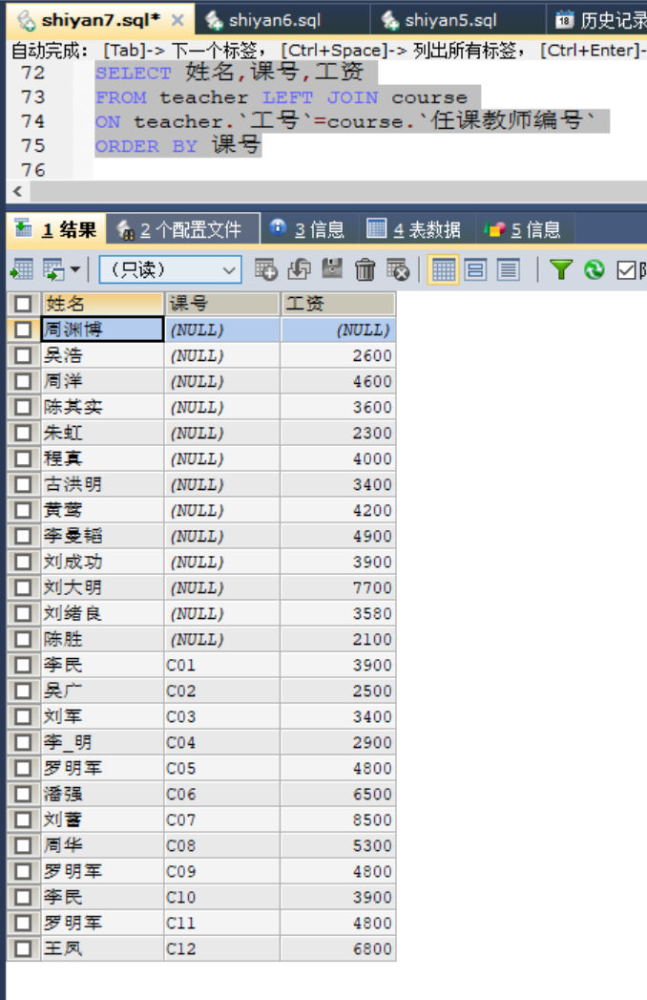 shiyan7.sql* × shiyan6.sql shiyan5.sql 18 历史记录
自动完成: [Tab]-> 下一个标签, [Ctrl+Space]-> 列出所有标签, [Ctrl+Enter]-
72 SELECT 姓名,课号,工资
73 FROM teacher LEFT JOIN course
74 ON teacher.`工号`=course.`任课教师编号`
75 ORDER BY 课号
76
1 结果 2 个配置文件 3 信息 4 表数据 5 信息
(只读)
姓名 课号 工资
周渊博 (NULL) (NULL)
吴浩 (NULL) 2600
周洋 (NULL) 4600
陈其实 (NULL) 3600
朱虹 (NULL) 2300
程真 (NULL) 4000
古洪明 (NULL) 3400
黄莺 (NULL) 4200
李曼韬 (NULL) 4900
刘成功 (NULL) 3900
刘大明 (NULL) 7700
刘绪良 (NULL) 3580
陈胜 (NULL) 2100
李民 C01 3900
吴广 C02 2500
刘军 C03 3400
李_明 C04 2900
罗明军 C05 4800
潘强 C06 6500
刘蕃 C07 8500
周华 C08 5300
罗明军 C09 4800
李民 C10 3900
罗明军 C11 4800
王凤 C12 6800